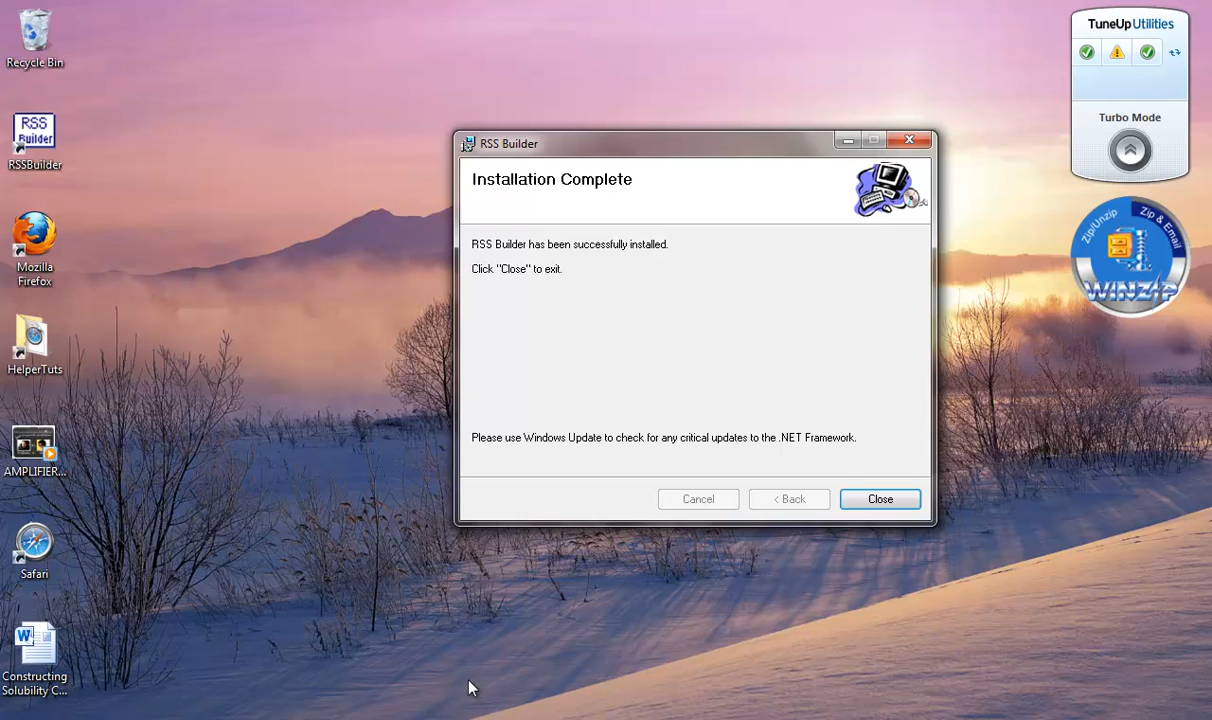 Recycle Bin
RSS
Builder
RSSBuilder
Mozilla
Firefox
HelperTuts
AMPLIFIER...
Safari
W
Constructing
Solubility C...
RSS Builder
Installation Complete
RSS Builder has been successfully installed.
Click "Close" to exit.
Please use Windows Update to check for any critical updates to the .NET Framework.
Cancel
< Back
Close
TuneUpUtilities
Turbo Mode
Zip/Unzip
Zip & Email
WINZIP